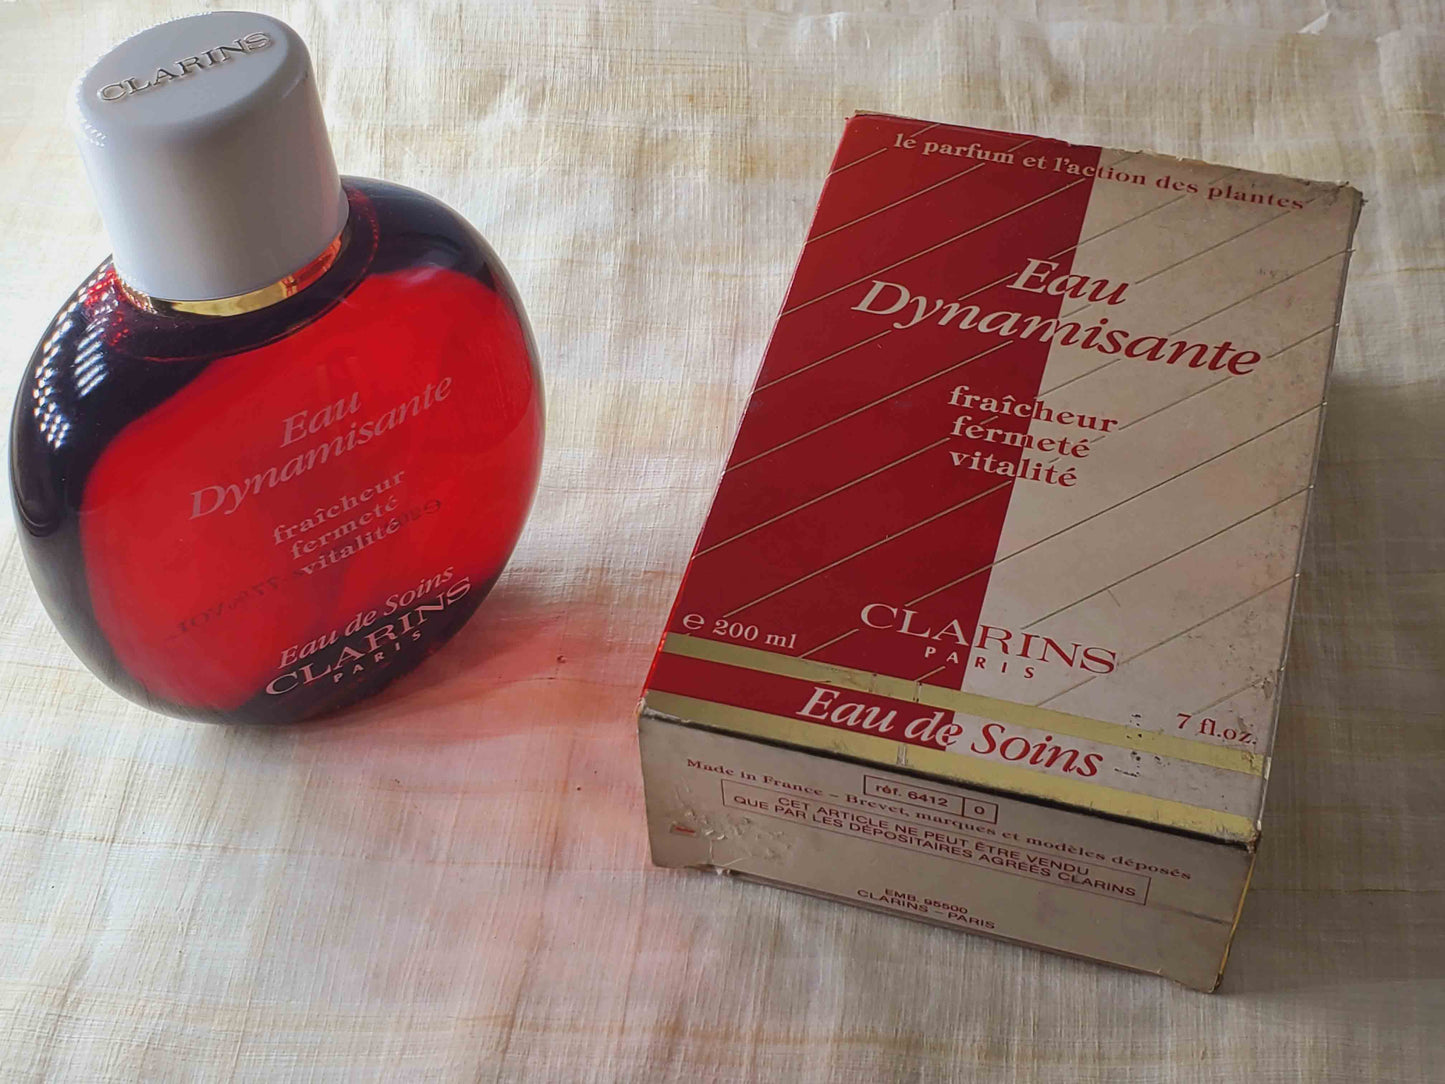 CLARINS
Eau
Dynamisante
fraîcheur
fermeté
vitalité
Eau de Soins
CLARINS
PARIS
le parfum et l'action des plantes
Eau
Dynamisante
fraîcheur
fermeté
vitalité
CLARINS
PARIS
e 200 ml
7 fl.oz.
Eau de Soins
réf. 6412 0
Made in France – Brevet, marques et modèles déposés
CET ARTICLE NE PEUT ÊTRE VENDU
QUE PAR LES DÉPOSITAIRES AGRÉÉS CLARINS
EMB. 95500
CLARINS – PARIS